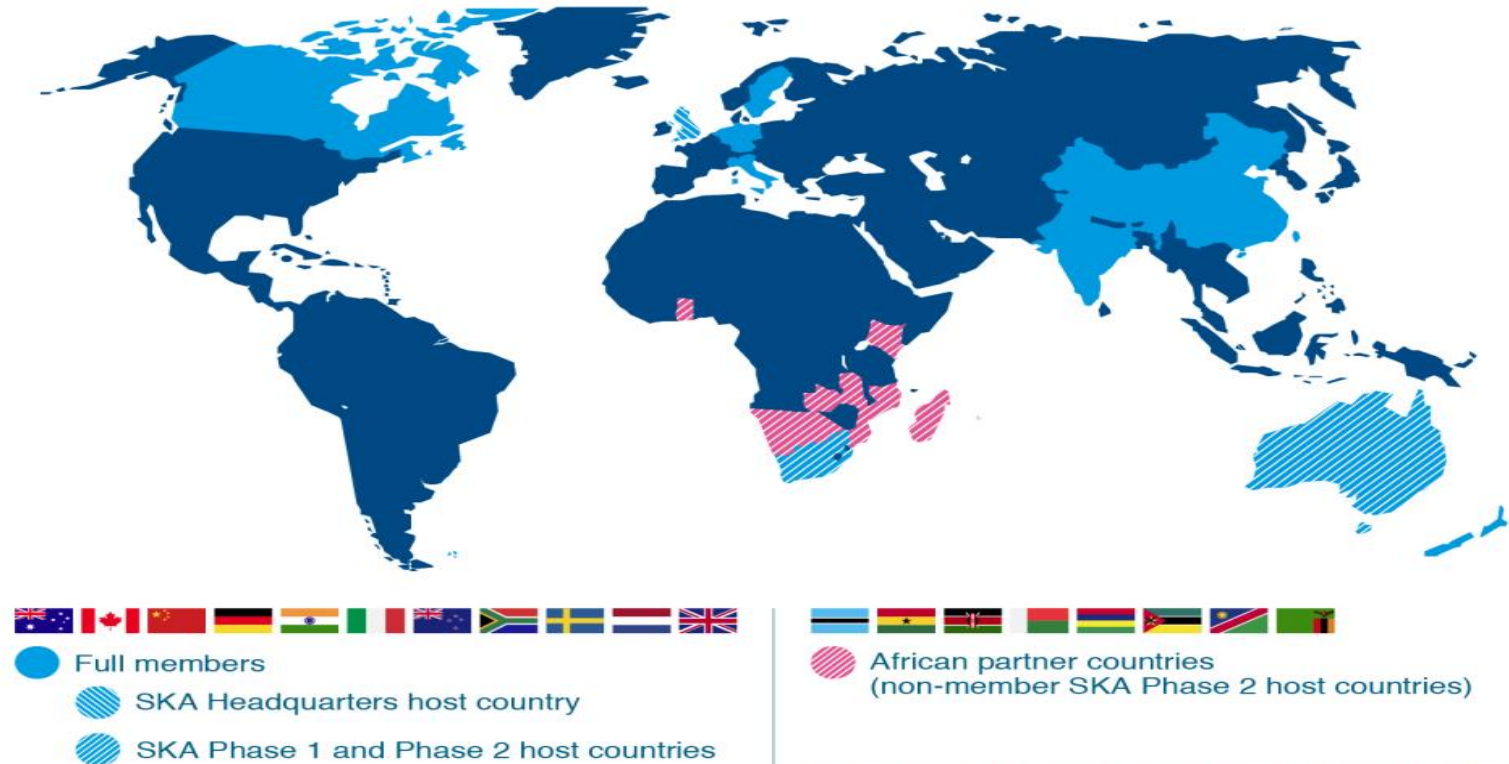 Full members
SKA Headquarters host country
SKA Phase 1 and Phase 2 host countries
African partner countries
(non-member SKA Phase 2 host countries)